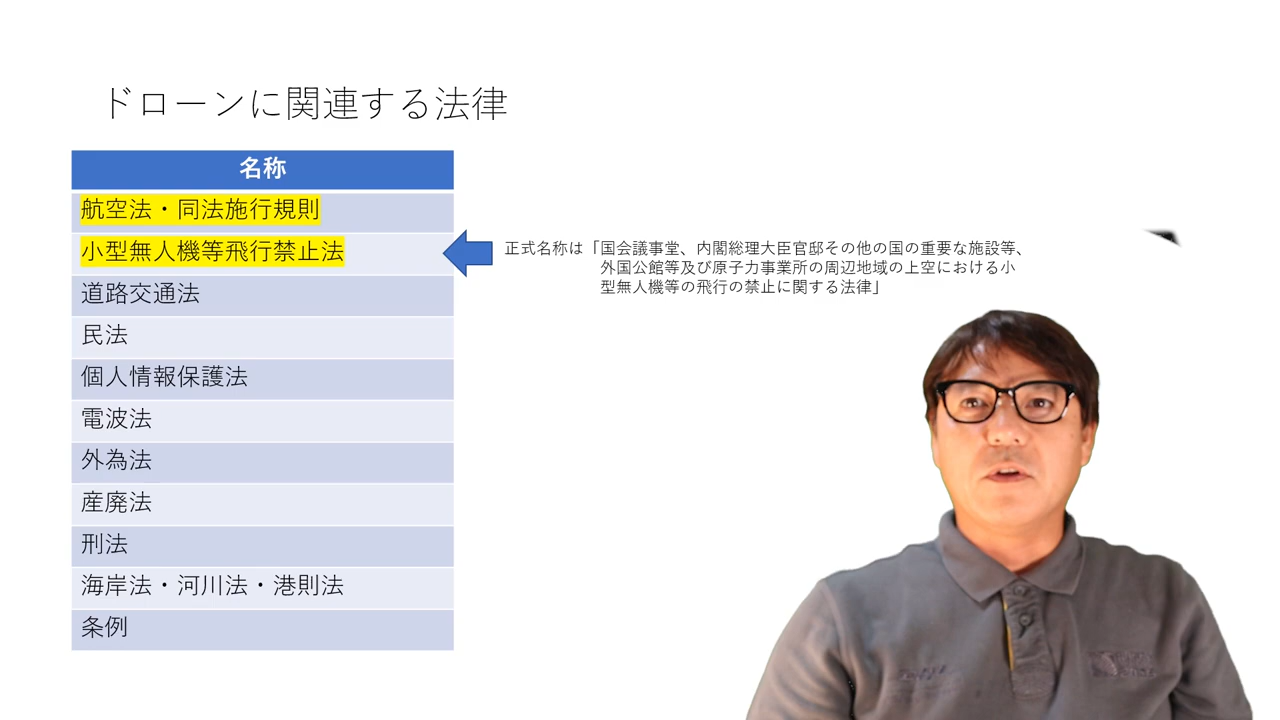 ドローンに関連する法律
名称
航空法・同法施行規則
小型無人機等飛行禁止法
正式名称は「国会議事堂、内閣総理大臣官邸その他の国の重要な施設等、
外国公館等及び原子力事業所の周辺地域の上空における小
型無人機等の飛行の禁止に関する法律」
道路交通法
民法
個人情報保護法
電波法
外為法
産廃法
刑法
海岸法・河川法・港則法
条例